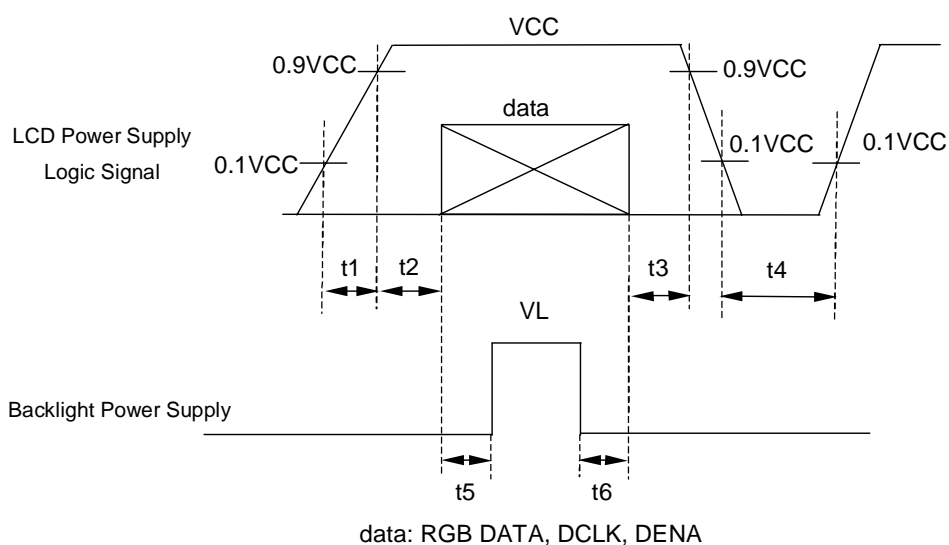 VCC
0.9VCC
0.9VCC
data
LCD Power Supply
Logic Signal
0.1VCC
0.1VCC
0.1VCC
t1
t2
t3
t4
VL
Backlight Power Supply
t5
t6
data: RGB DATA, DCLK, DENA